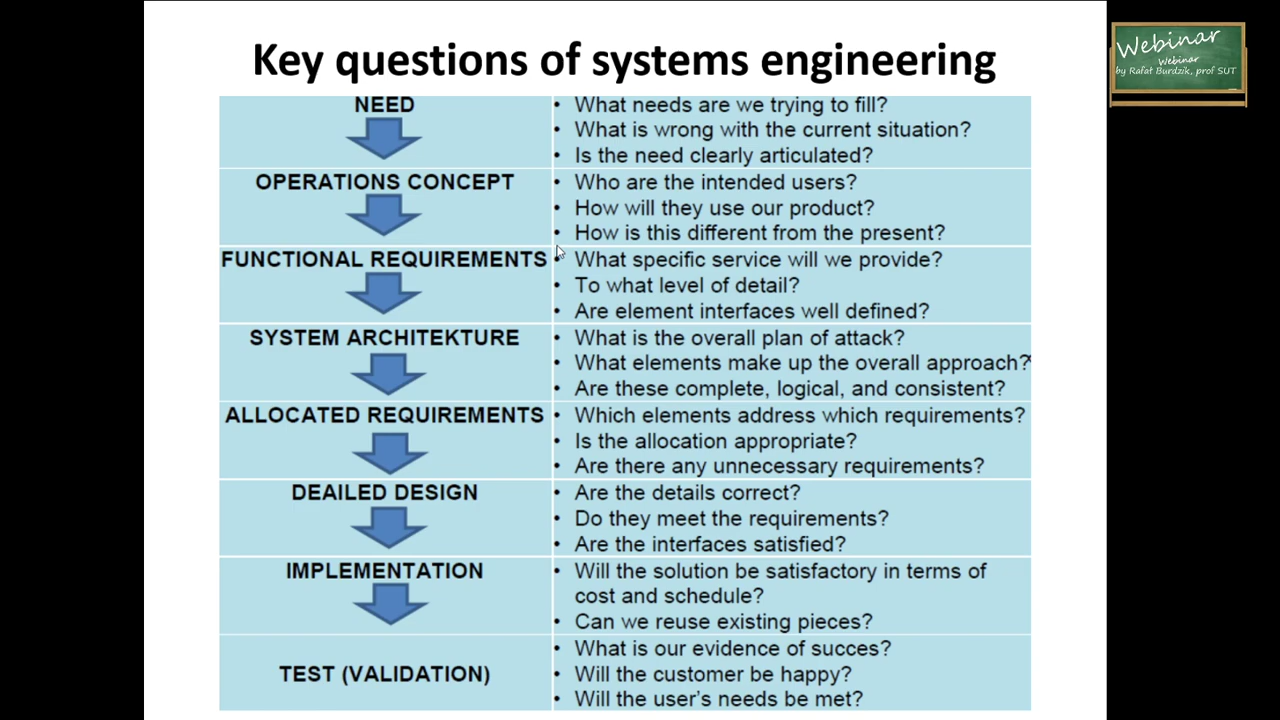 Key questions of systems engineering
Webinar
Webinar
by Rafat Burdzik, prof SUT
NEED
• What needs are we trying to fill?
• What is wrong with the current situation?
• Is the need clearly articulated?
OPERATIONS CONCEPT
• Who are the intended users?
• How will they use our product?
• How is this different from the present?
FUNCTIONAL REQUIREMENTS
• What specific service will we provide?
• To what level of detail?
• Are element interfaces well defined?
SYSTEM ARCHITEKTURE
• What is the overall plan of attack?
• What elements make up the overall approach?
• Are these complete, logical, and consistent?
ALLOCATED REQUIREMENTS
• Which elements address which requirements?
• Is the allocation appropriate?
• Are there any unnecessary requirements?
DEAILED DESIGN
• Are the details correct?
• Do they meet the requirements?
• Are the interfaces satisfied?
IMPLEMENTATION
• Will the solution be satisfactory in terms of
cost and schedule?
• Can we reuse existing pieces?
TEST (VALIDATION)
• What is our evidence of succes?
• Will the customer be happy?
• Will the user's needs be met?